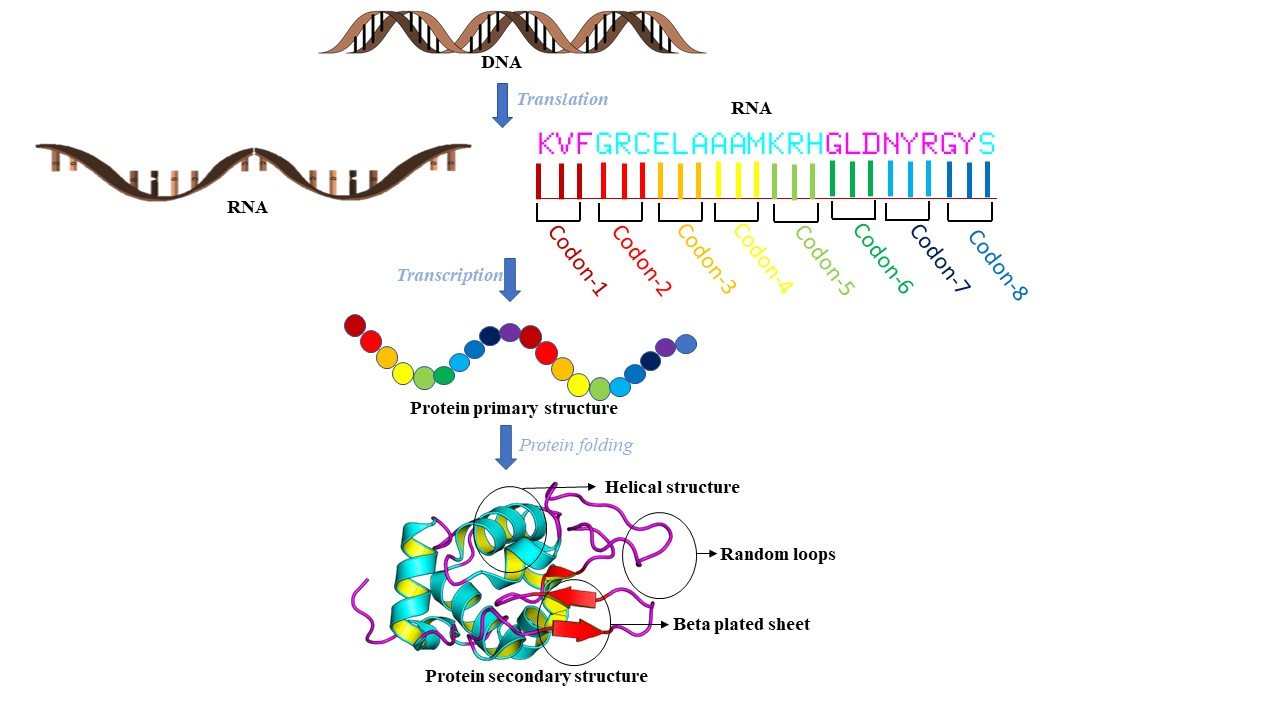 DNA
Translation
RNA
KVFGRCELAAAMKRHGLDNYRGYS
RNA
Codon-1
Codon-2
Codon-3
Codon-4
Codon-5
Codon-6
Codon-7
Codon-8
Transcription
Protein primary structure
Protein folding
Helical structure
Random loops
Beta plated sheet
Protein secondary structure